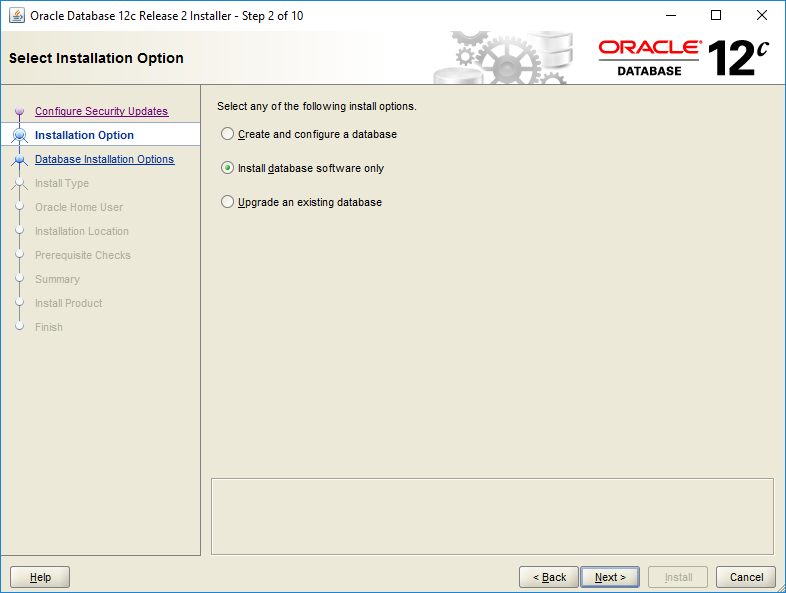 Oracle Database 12c Release 2 Installer - Step 2 of 10
Select Installation Option
ORACLE®
DATABASE
12c
Configure Security Updates
Installation Option
Database Installation Options
Install Type
Oracle Home User
Installation Location
Prerequisite Checks
Summary
Install Product
Finish
Select any of the following install options.
Create and configure a database
Install database software only
Upgrade an existing database
Help
< Back
Next >
Install
Cancel